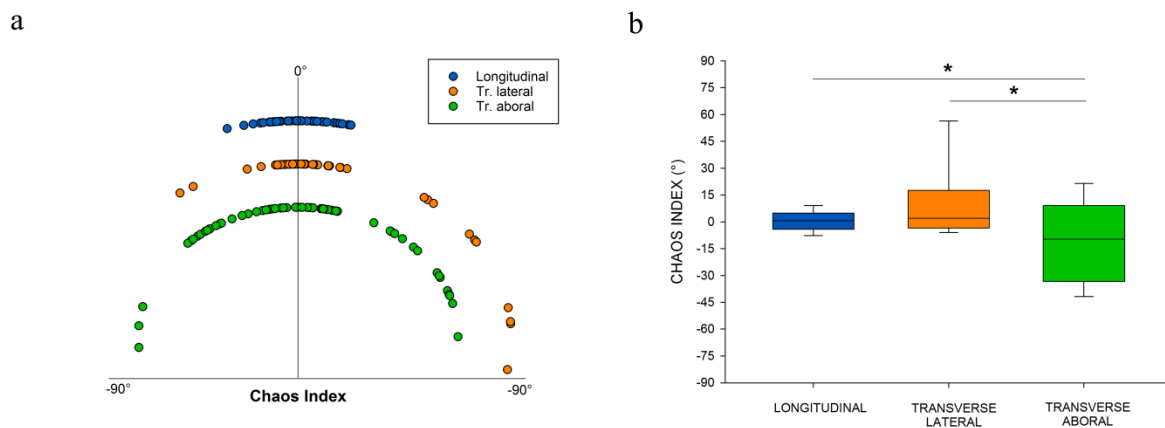 a
0°
Longitudinal
Tr. lateral
Tr. aboral
-90°
-90°
Chaos Index
b
CHAOS INDEX (°)
90
75
60
45
30
15
0
-15
-30
-45
-60
-75
-90
*
*
LONGITUDINAL
TRANSVERSE
LATERAL
TRANSVERSE
ABORAL